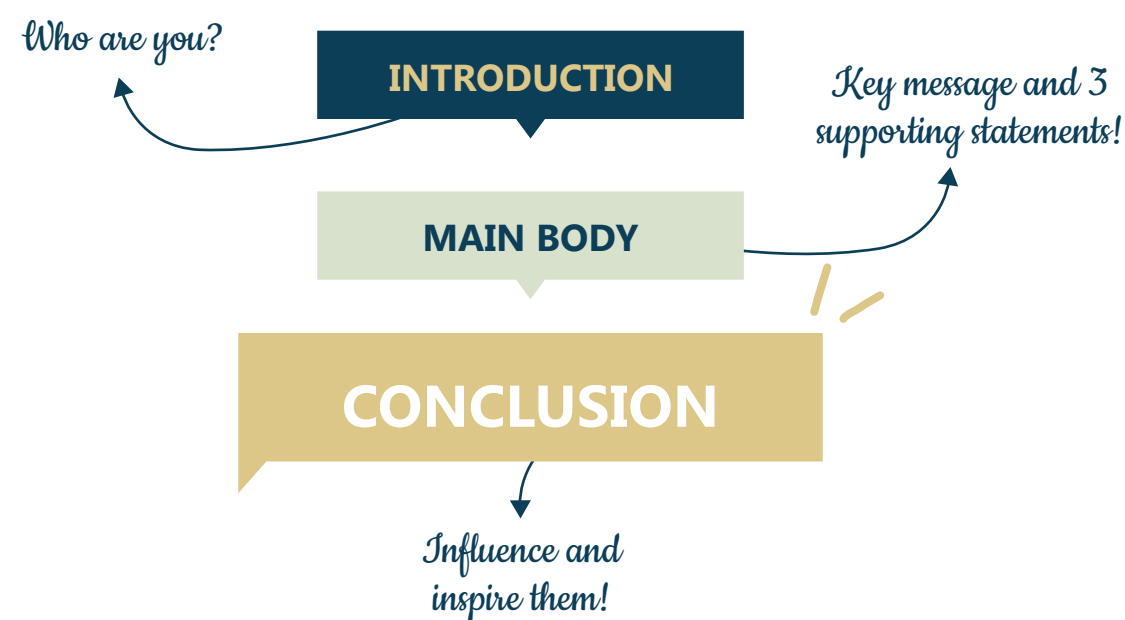 Who are you?
INTRODUCTION
Key message and 3
supporting statements!
MAIN BODY
CONCLUSION
Influence and
inspire them!